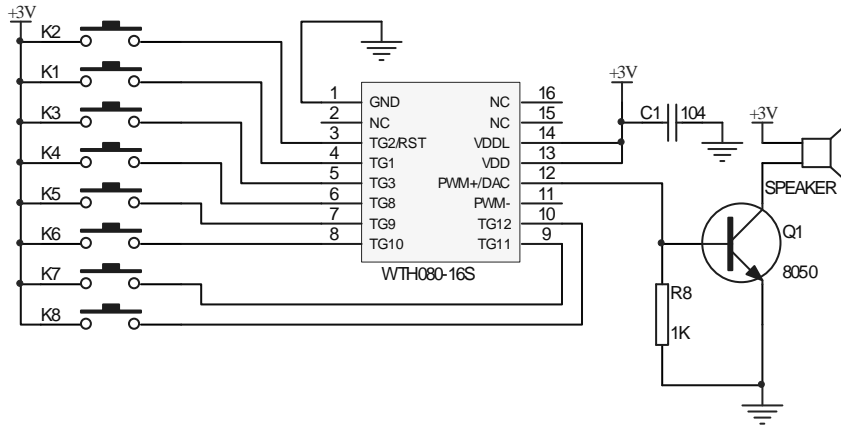 +3V
K2
K1
K3
K4
K5
K6
K7
K8
1
2
3
4
5
6
7
8
GND
NC
TG2/RST
TG1
TG3
TG8
TG9
TG10
NC
NC
VDDL
VDD
PWM+/DAC
PWM-
TG12
TG11
16
15
14
13
12
11
10
9
WTH080-16S
+3V
C1
104
+3V
SPEAKER
Q1
8050
R8
1K